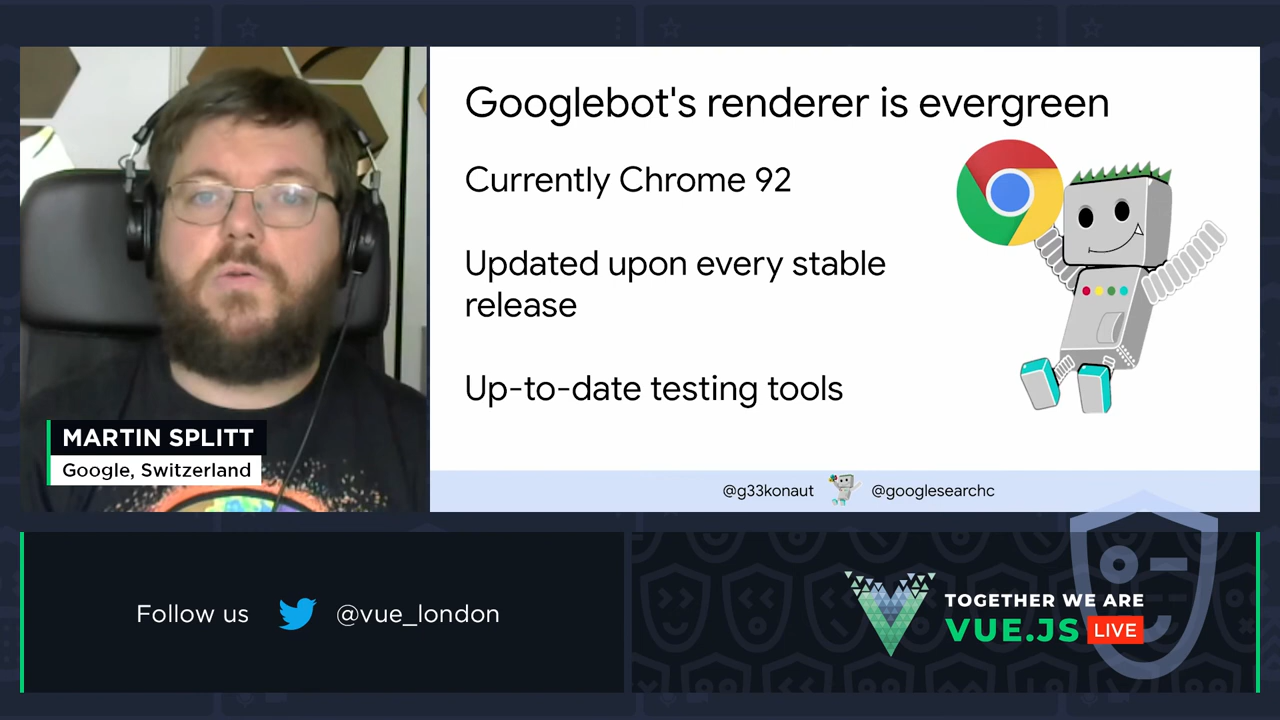 Googlebot's renderer is evergreen
Currently Chrome 92
Updated upon every stable
release
Up-to-date testing tools
MARTIN SPLITT
Google, Switzerland
@g33konaut
@googlesearchc
Follow us
@vue_london
TOGETHER WE ARE
VUE.JS LIVE